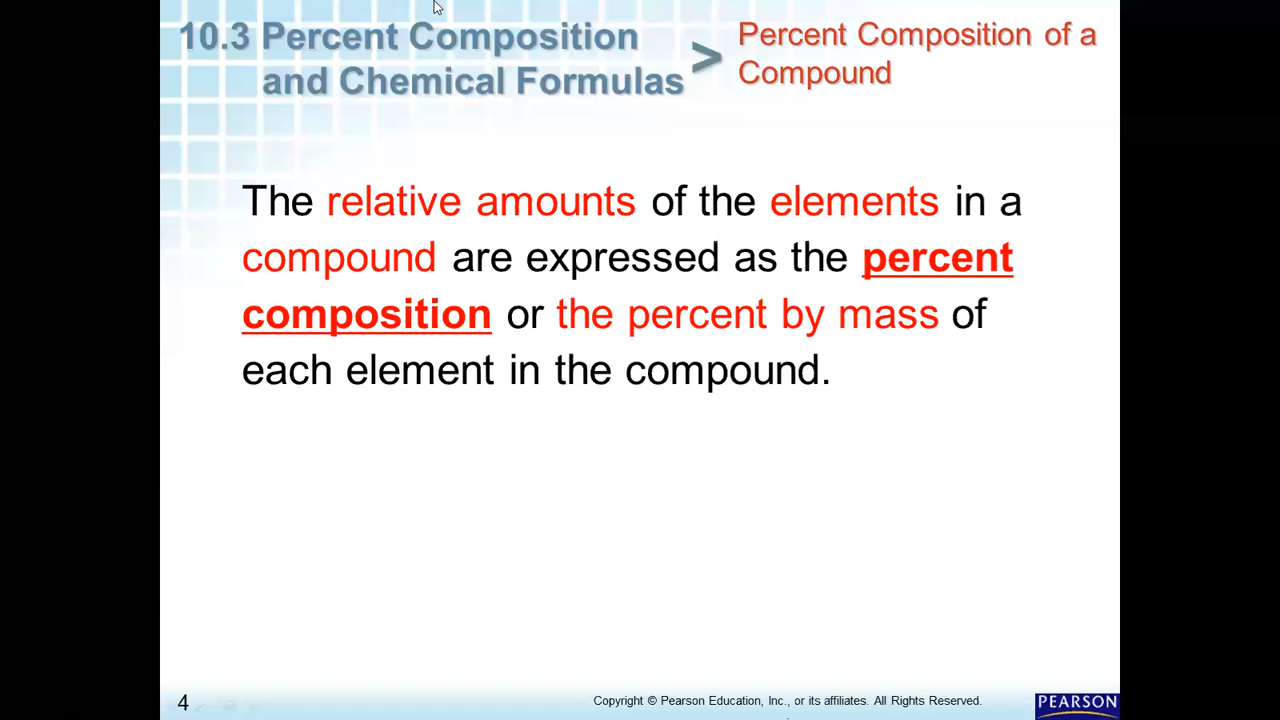 10.3 Percent Composition
and Chemical Formulas
>
Percent Composition of a
Compound
The relative amounts of the elements in a
compound are expressed as the percent
composition or the percent by mass of
each element in the compound.
4
Copyright © Pearson Education, Inc., or its affiliates. All Rights Reserved.
PEARSON